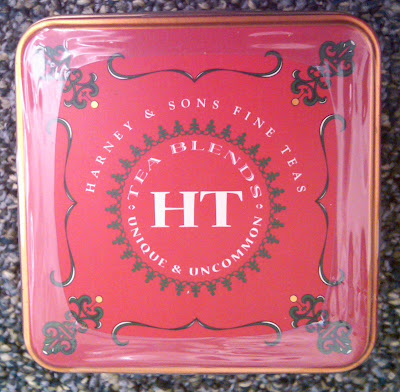 HARNEY & SONS FINE TEAS
TEA BLENDS
HT
UNIQUE & UNCOMMON